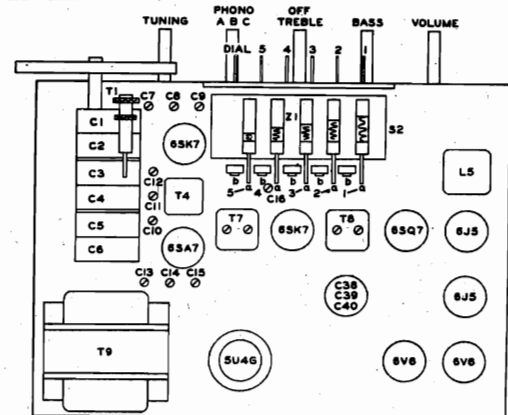 TUNING
PHONO
A B C
OFF
TREBLE
BASS
VOLUME
DIAL 5 4 3 2 1
T1
C7 C8 C9
C1
C2
C3
C4
C5
C6
6SK7
Z1
S2
C12
C11
C10
T4
b b b b b
5 a 4 a 3 a 2 a 1 a
C16
L5
T7
6SK7
T8
6SQ7
6J5
6SA7
C13 C14 C15
C38
C39
C40
6J5
T9
5U4G
6V6
6V6